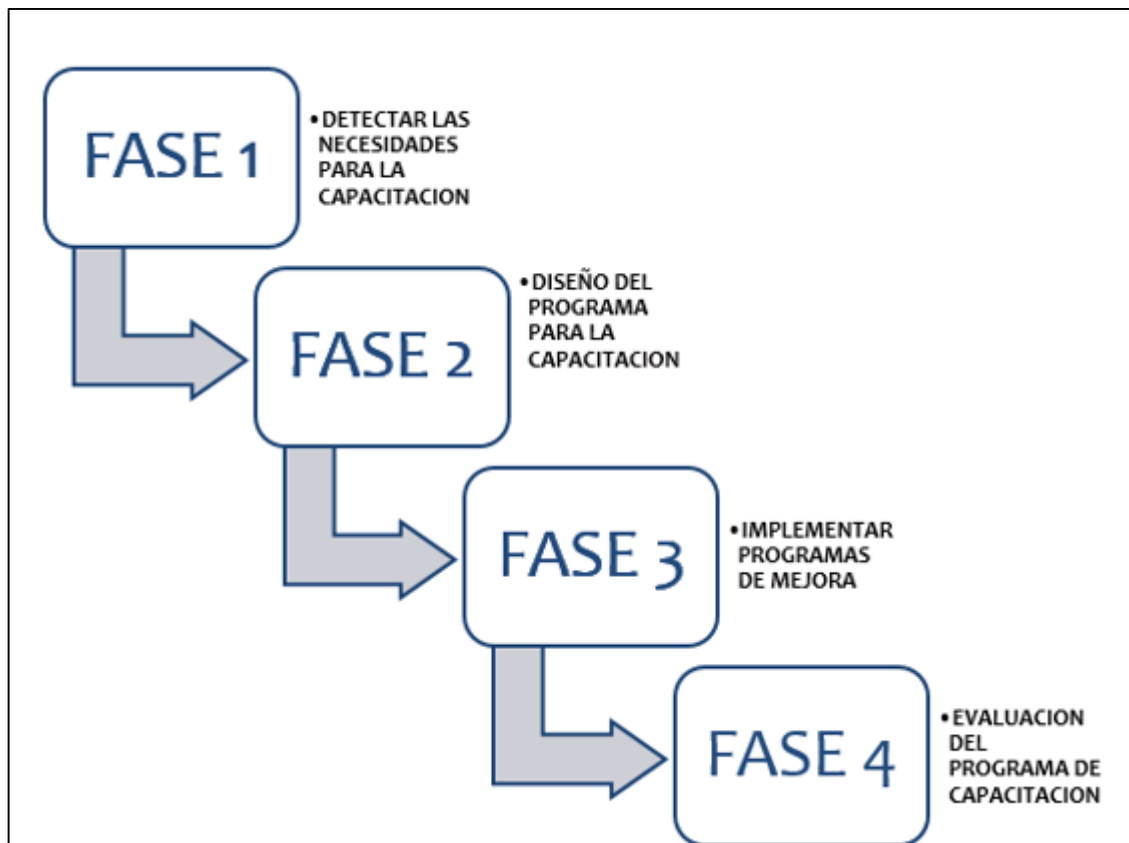 FASE 1
•DETECTAR LAS
NECESIDADES
PARA LA
CAPACITACION
FASE 2
•DISEÑO DEL
PROGRAMA
PARA LA
CAPACITACION
FASE 3
•IMPLEMENTAR
PROGRAMAS
DE MEJORA
FASE 4
•EVALUACION
DEL
PROGRAMA DE
CAPACITACION